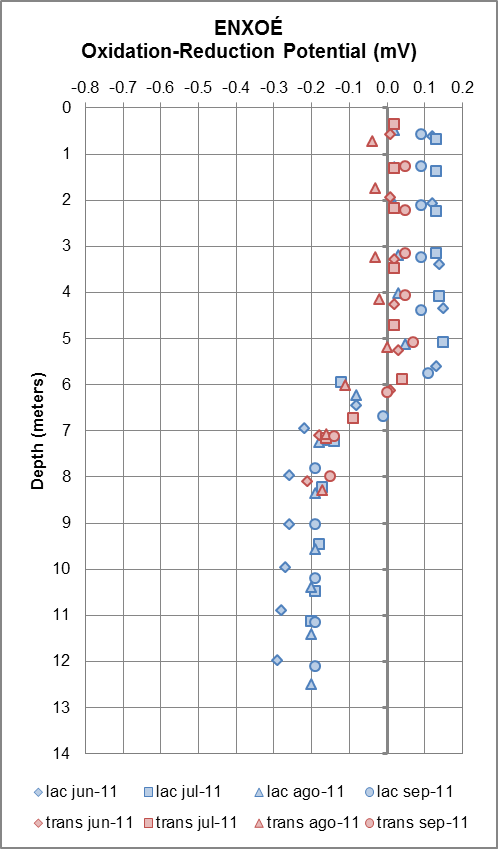 ENXOÉ
Oxidation-Reduction Potential (mV)
-0.8 -0.7 -0.6 -0.5 -0.4 -0.3 -0.2 -0.1 0.0 0.1 0.2
0
1
2
3
4
5
6
7
8
9
10
11
12
13
14
Depth (meters)
lac jun-11 lac jul-11 lac ago-11 lac sep-11
trans jun-11 trans jul-11 trans ago-11 trans sep-11